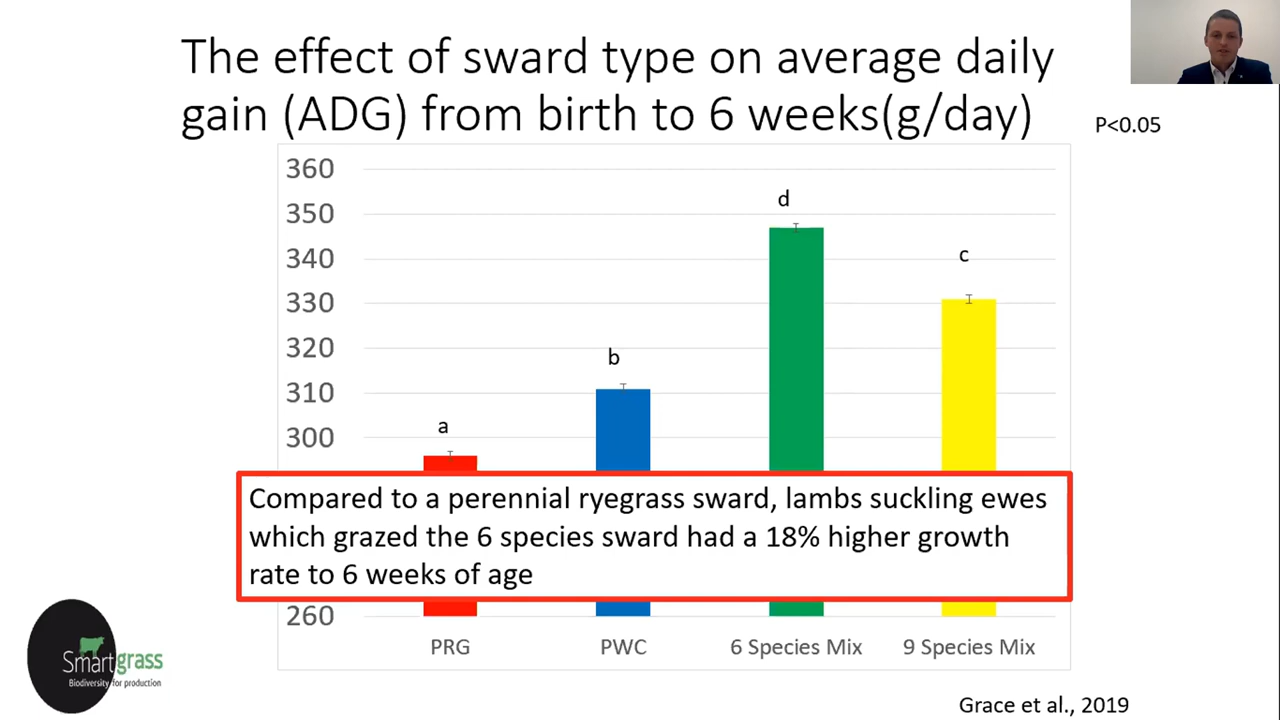 The effect of sward type on average daily
gain (ADG) from birth to 6 weeks(g/day)
P<0.05
360
350
340
330
320
310
300
260
d
c
b
a
Compared to a perennial ryegrass sward, lambs suckling ewes
which grazed the 6 species sward had a 18% higher growth
rate to 6 weeks of age
PRG
PWC
6 Species Mix
9 Species Mix
Smartgrass
Biodiversity for production
Grace et al., 2019